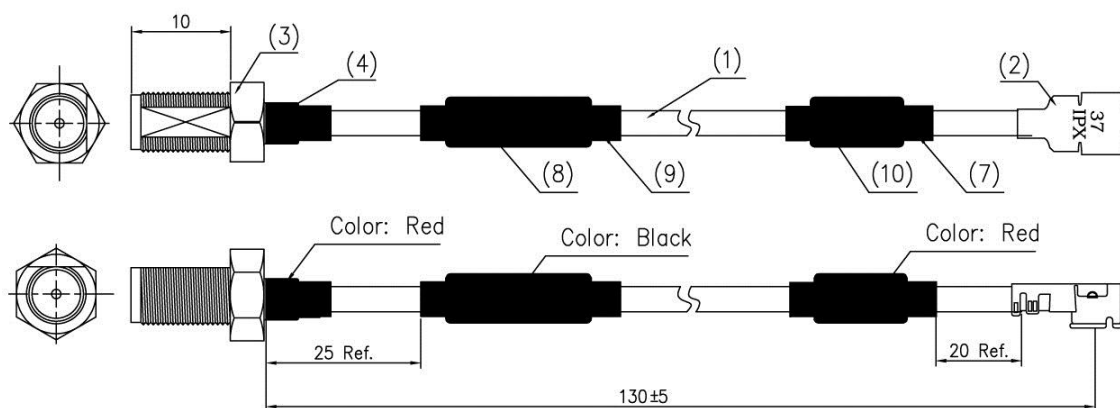 10
(3)
(4)
(1)
(2)
37
IPX
(8)
(9)
(10)
(7)
Color: Red
Color: Black
Color: Red
25 Ref.
20 Ref.
130±5